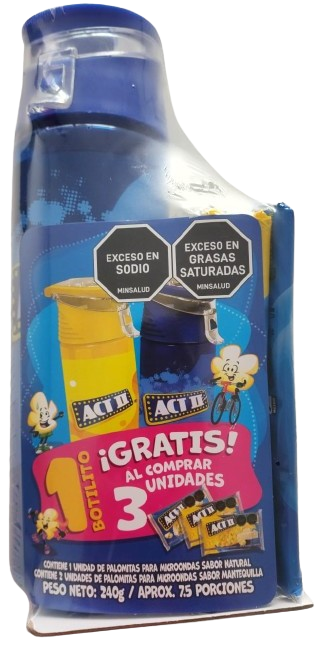 EXCESO EN
SODIO
MINSALUD
EXCESO EN
GRASAS
SATURADAS
MINSALUD
ACT II
ACT II
1
BOTILITO
¡GRATIS!
AL COMPRAR
3 UNIDADES
ACT II
ACT II
ACT II
CONTIENE 1 UNIDAD DE PALOMITAS PARA MICROONDAS SABOR NATURAL
CONTIENE 2 UNIDADES DE PALOMITAS PARA MICROONDAS SABOR MANTEQUILLA
PESO NETO: 240g / APROX. 7.5 PORCIONES